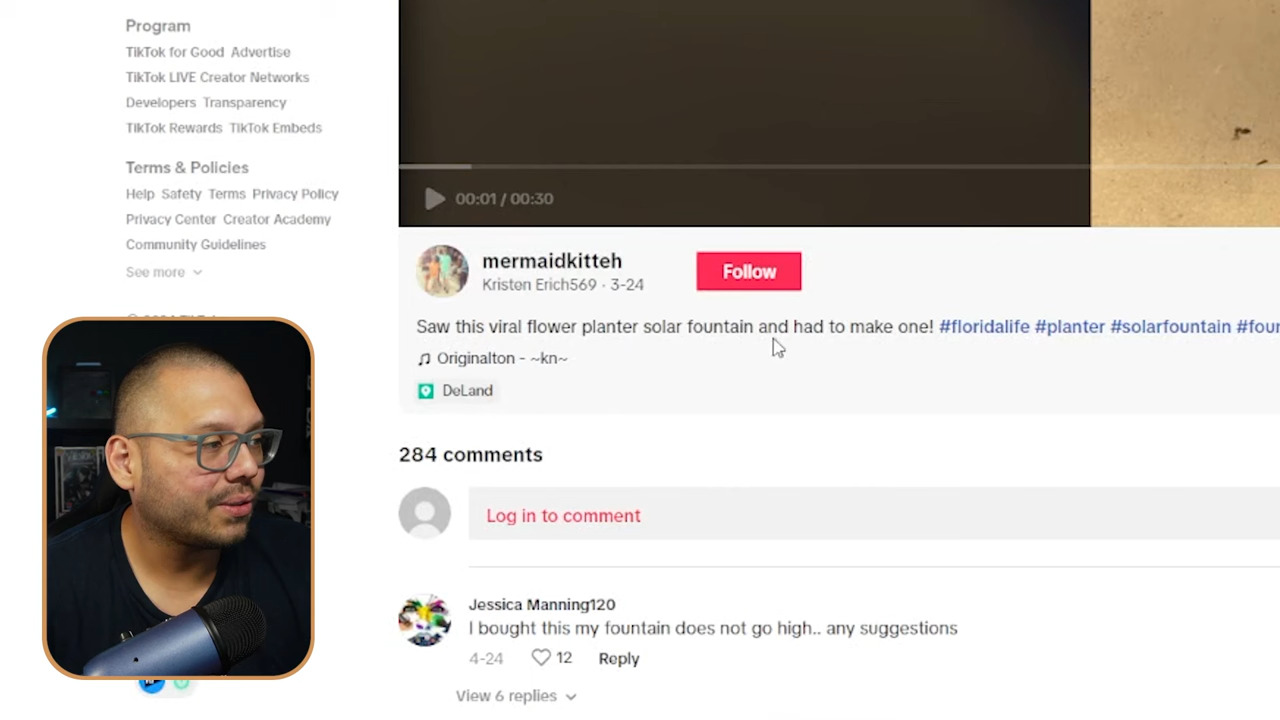 Program
TikTok for Good Advertise
TikTok LIVE Creator Networks
Developers Transparency
TikTok Rewards TikTok Embeds
Terms & Policies
Help Safety Terms Privacy Policy
Privacy Center Creator Academy
Community Guidelines
See more
00:01 / 00:30
mermaidkitteh
Kristen Erich569 · 3-24
Follow
Saw this viral flower planter solar fountain and had to make one! #floridalife #planter #solarfountain #foun
Originalton - ~kn~
DeLand
284 comments
Log in to comment
Jessica Manning120
I bought this my fountain does not go high.. any suggestions
4-24 12 Reply
View 6 replies